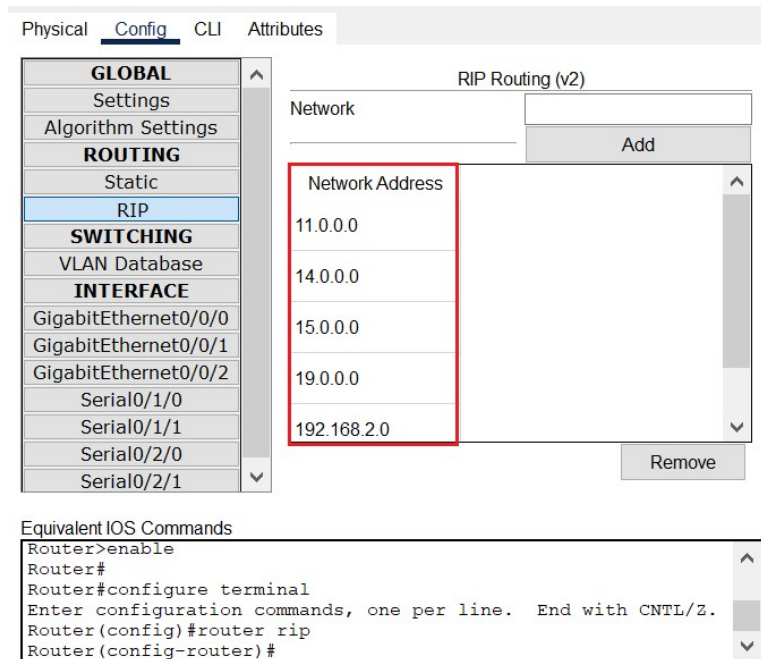 Physical Config CLI Attributes
GLOBAL
Settings
Algorithm Settings
ROUTING
Static
RIP
SWITCHING
VLAN Database
INTERFACE
GigabitEthernet0/0/0
GigabitEthernet0/0/1
GigabitEthernet0/0/2
Serial0/1/0
Serial0/1/1
Serial0/2/0
Serial0/2/1
RIP Routing (v2)
Network
Add
Network Address
11.0.0.0
14.0.0.0
15.0.0.0
19.0.0.0
192.168.2.0
Remove
Equivalent IOS Commands
Router>enable
Router#
Router#configure terminal
Enter configuration commands, one per line. End with CNTL/Z.
Router(config)#router rip
Router(config-router)#